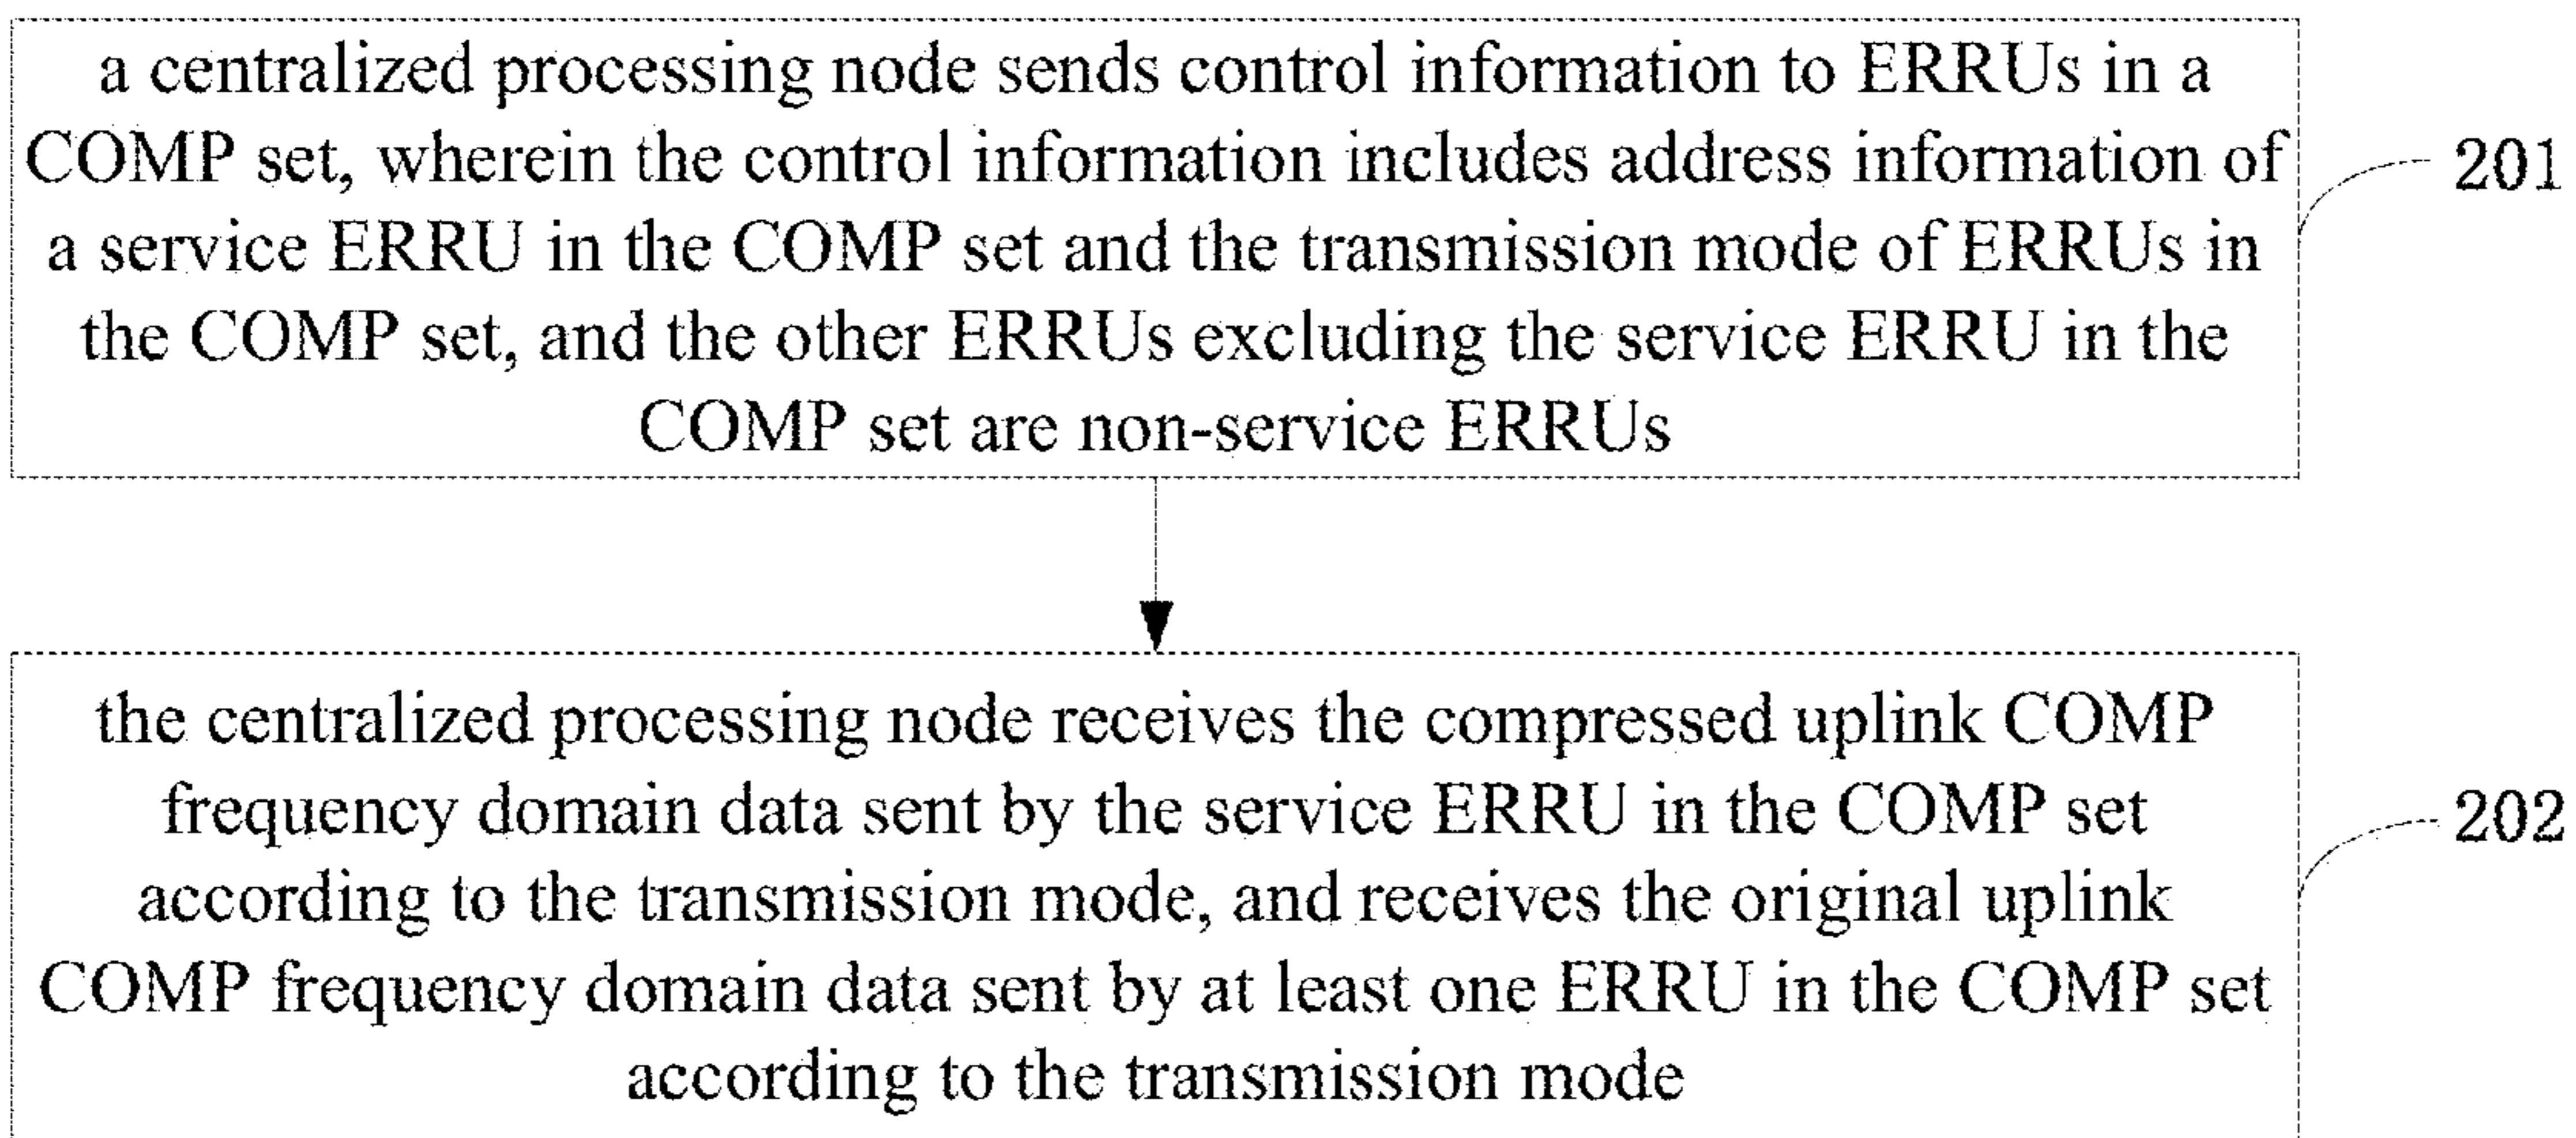 a centralized processing node sends control information to ERRUs in a
COMP set, wherein the control information includes address information of
a service ERRU in the COMP set and the transmission mode of ERRUs in
the COMP set, and the other ERRUs excluding the service ERRU in the
COMP set are non-service ERRUs
201
the centralized processing node receives the compressed uplink COMP
frequency domain data sent by the service ERRU in the COMP set
according to the transmission mode, and receives the original uplink
COMP frequency domain data sent by at least one ERRU in the COMP set
according to the transmission mode
202